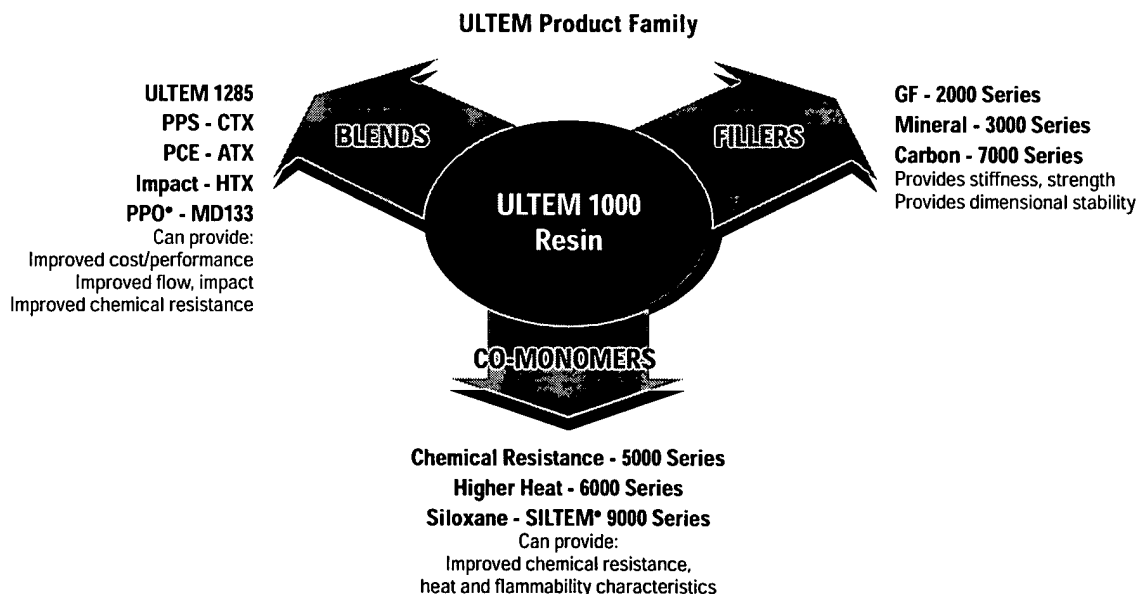 ULTEM Product Family
ULTEM 1285
PPS - CTX
PCE - ATX
Impact - HTX
PPO• - MD133
Can provide:
Improved cost/performance
Improved flow, impact
Improved chemical resistance
BLENDS
FILLERS
GF - 2000 Series
Mineral - 3000 Series
Carbon - 7000 Series
Provides stiffness, strength
Provides dimensional stability
ULTEM 1000
Resin
CO-MONOMERS
Chemical Resistance - 5000 Series
Higher Heat - 6000 Series
Siloxane - SILTEM• 9000 Series
Can provide:
Improved chemical resistance,
heat and flammability characteristics